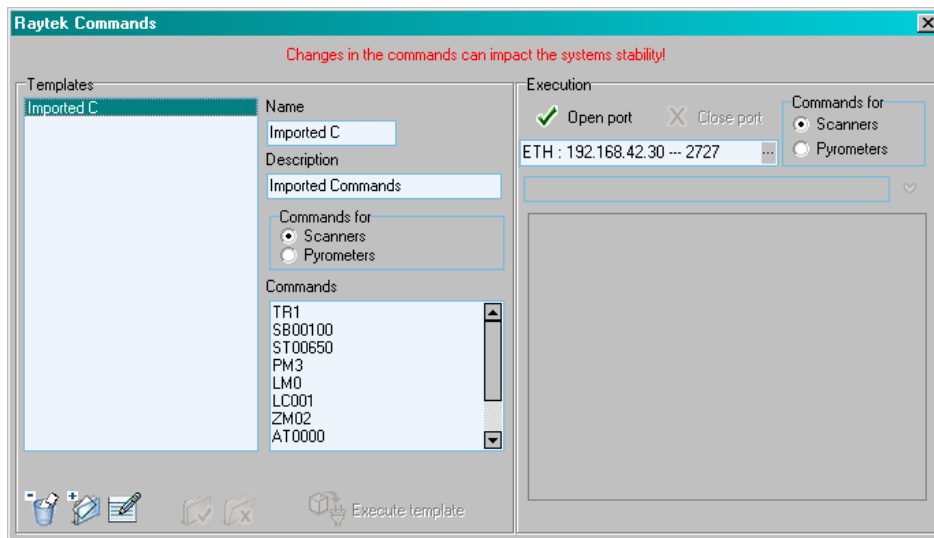 Raytek Commands
Changes in the commands can impact the systems stability!
Templates
Imported C
Name
Imported C
Description
Imported Commands
Commands for
Scanners
Pyrometers
Commands
TR1
SB00100
ST00650
PM3
LM0
LC001
ZM02
AT0000
Execute template
Execution
Open port
Close port
Commands for
Scanners
Pyrometers
ETH : 192.168.42.30 --- 2727 ...